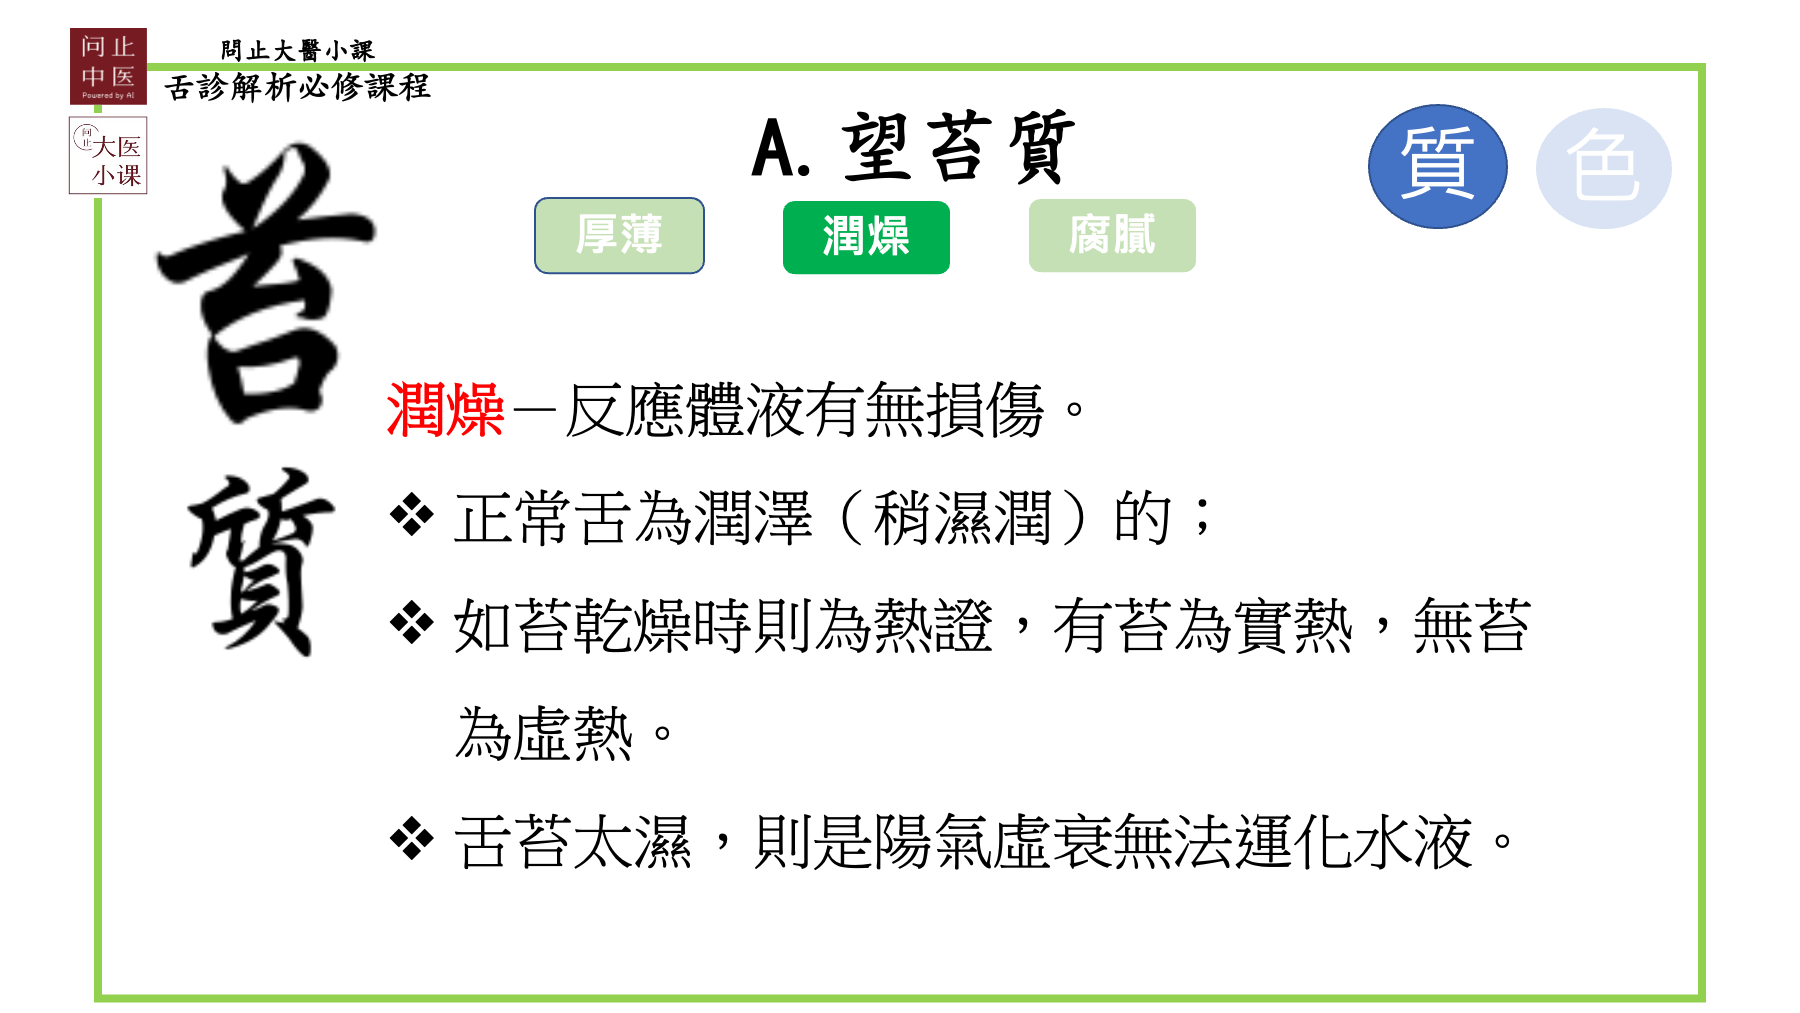 问止
中医
Powered by AI
問止大醫小課
舌診解析必修課程
问止
大医
小课
A.望苔質
質
色
厚薄
潤燥
腐膩
苔
質
潤燥－反應體液有無損傷。
❖ 正常舌為潤澤（稍濕潤）的；
❖ 如苔乾燥時則為熱證，有苔為實熱，無苔
為虛熱。
❖ 舌苔太濕，則是陽氣虛衰無法運化水液。